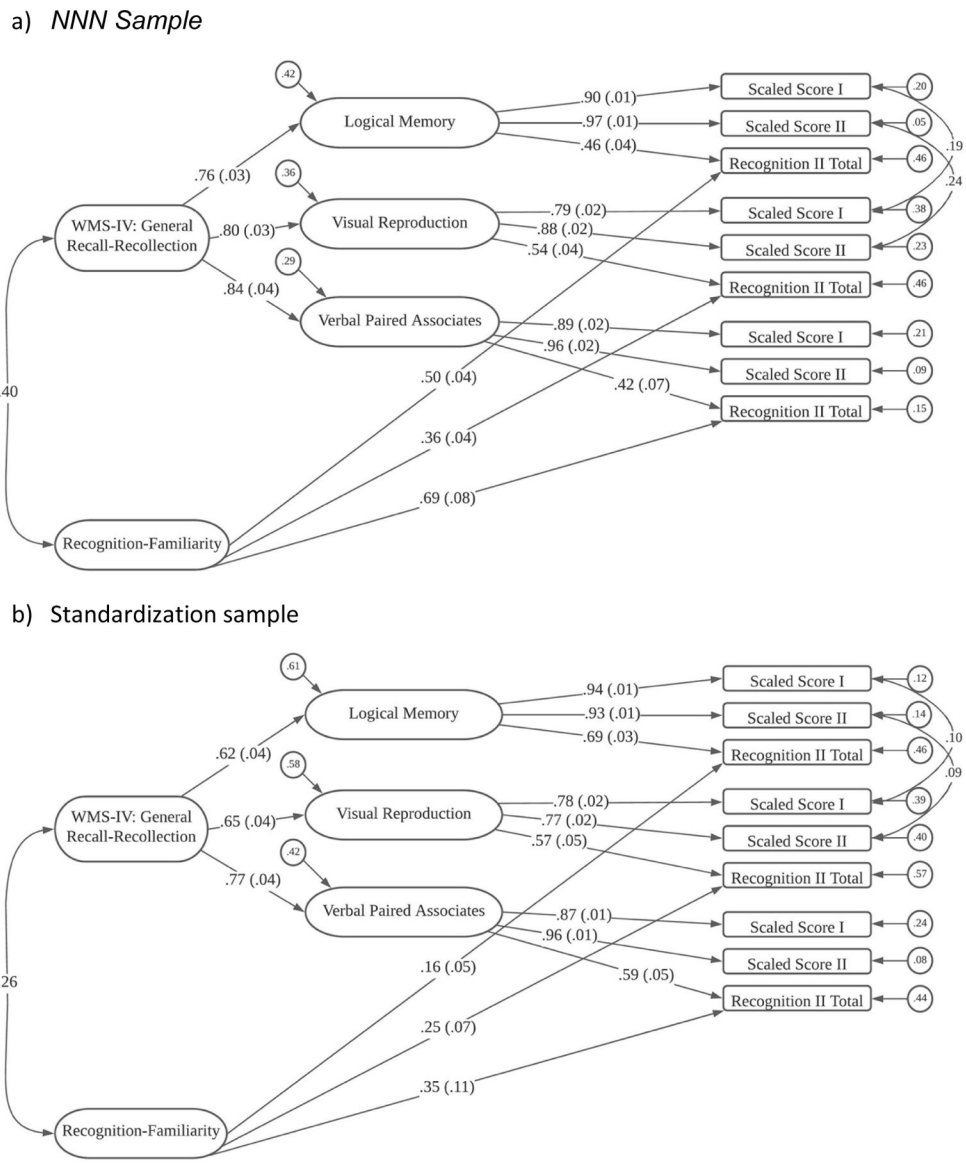 a) NNN Sample
.42
Logical Memory
.90 (.01)
Scaled Score I
.20
.97 (.01)
Scaled Score II
.05
.46 (.04)
Recognition II Total
.46
.19
.24
.76 (.03)
.36
Visual Reproduction
.79 (.02)
Scaled Score I
.38
WMS-IV: General
Recall-Recollection
.80 (.03)
.88 (.02)
Scaled Score II
.23
.54 (.04)
Recognition II Total
.46
.29
.84 (.04)
Verbal Paired Associates
.89 (.02)
Scaled Score I
.21
.96 (.02)
Scaled Score II
.09
.42 (.07)
Recognition II Total
.15
.50 (.04)
40
.36 (.04)
.69 (.08)
Recognition-Familiarity
b) Standardization sample
.61
Logical Memory
.94 (.01)
Scaled Score I
.12
.93 (.01)
Scaled Score II
.14
.69 (.03)
Recognition II Total
.46
.10
.09
.62 (.04)
.58
Visual Reproduction
.78 (.02)
Scaled Score I
.39
WMS-IV: General
Recall-Recollection
.65 (.04)
.77 (.02)
Scaled Score II
.40
.57 (.05)
Recognition II Total
.57
.42
.77 (.04)
Verbal Paired Associates
.87 (.01)
Scaled Score I
.24
.96 (.01)
Scaled Score II
.08
.59 (.05)
Recognition II Total
.44
.16 (.05)
26
.25 (.07)
.35 (.11)
Recognition-Familiarity